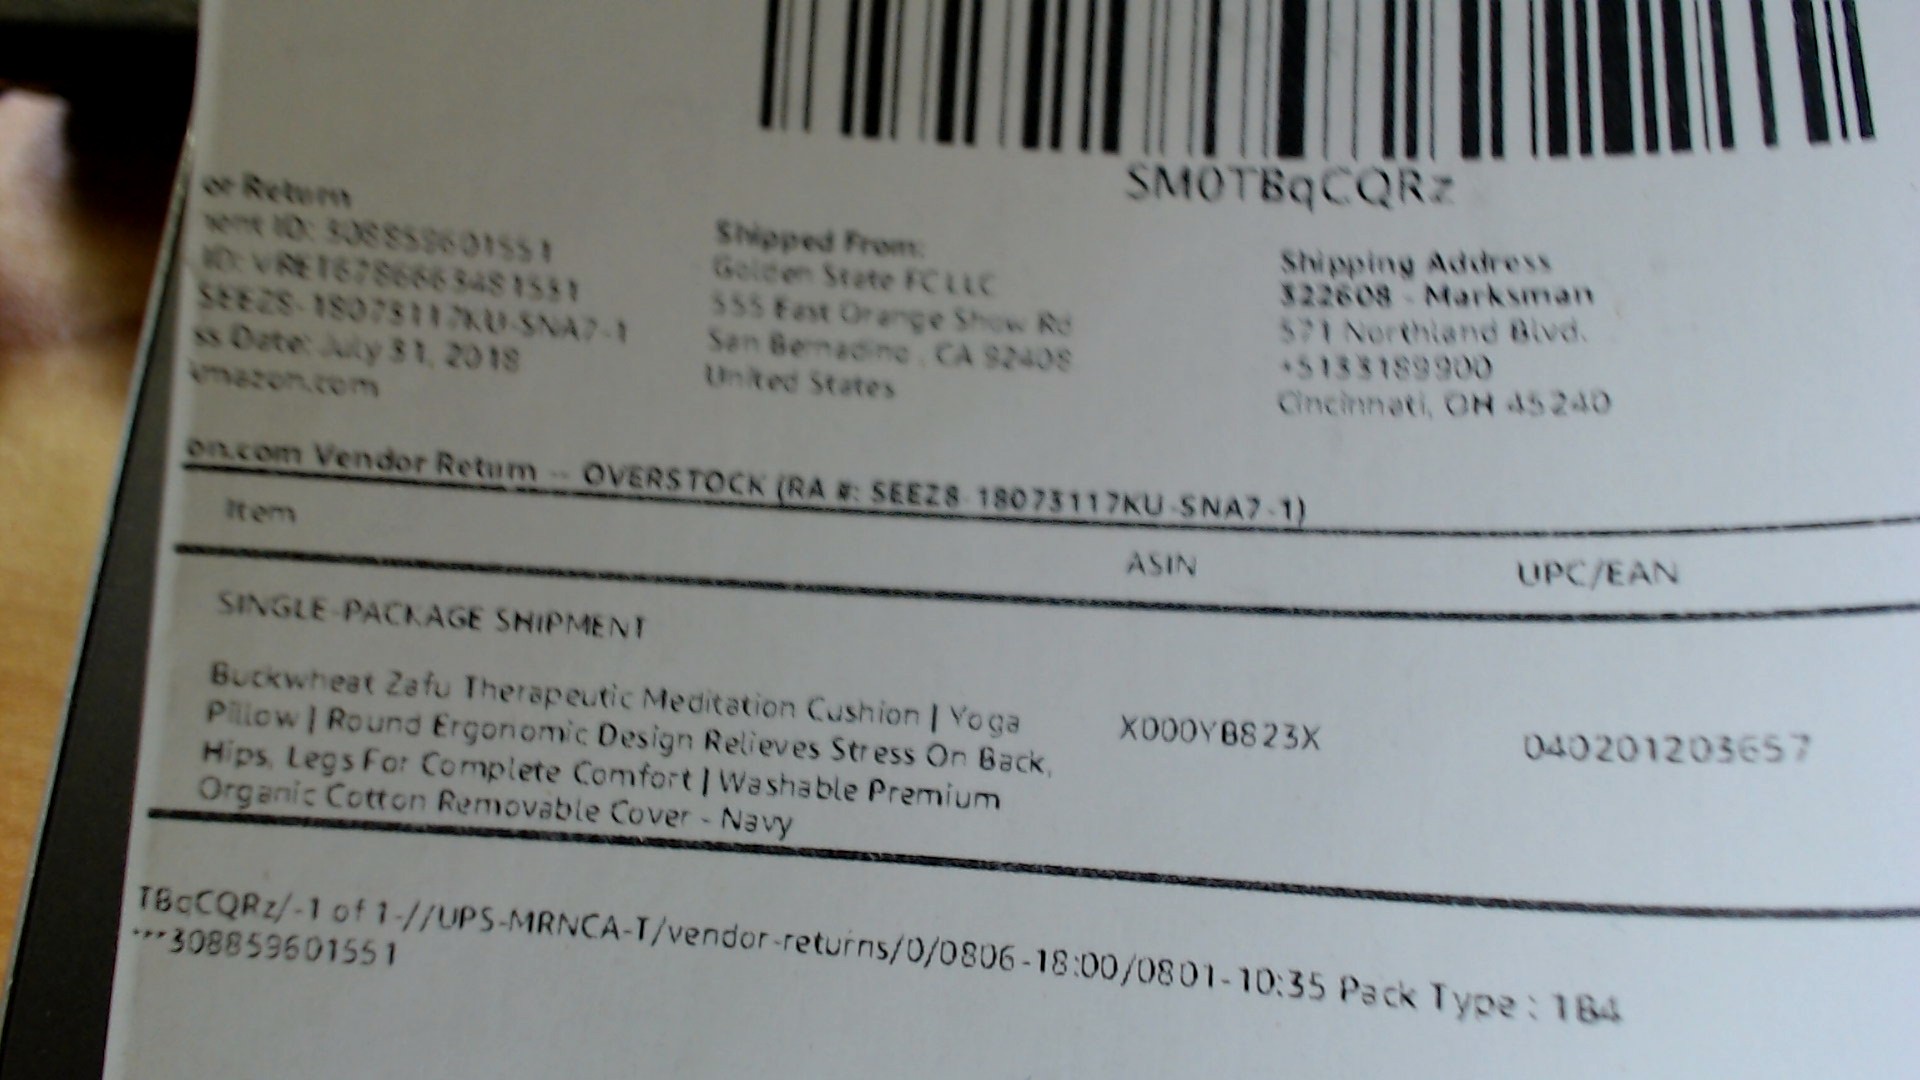 SM0TBqCQRz
or Return
ment ID: 308859601551
ID: VRET6786663481531
SEEZ8-18073117KU-SNA7-1
ss Date: July 31, 2018
Amazon.com
Shipped From:
Golden State FC LLC
555 East Orange Show Rd
San Bernadino , CA 92408
United States
Shipping Address
322608 - Marksman
571 Northland Blvd.
+5133189900
Cincinnati, OH 45240
on.com Vendor Return -- OVERSTOCK (RA #: SEEZ8-18073117KU-SNA7-1)
Item ASIN UPC/EAN
SINGLE-PACKAGE SHIPMENT
Buckwheat Zafu Therapeutic Meditation Cushion | Yoga
Pillow | Round Ergonomic Design Relieves Stress On Back,
Hips, Legs For Complete Comfort | Washable Premium
Organic Cotton Removable Cover - Navy
X000YB823X
040201203657
TBqCQRz/-1 of 1-//UPS-MRNCA-T/vendor-returns/0/0806-18:00/0801-10:35 Pack Type : 1B4
***308859601551